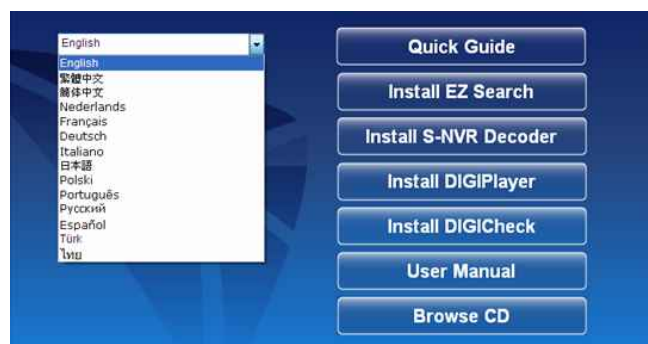 English
English
繁體中文
简体中文
Nederlands
Français
Deutsch
Italiano
日本語
Polski
Português
Русский
Español
Türk
ไทย
Quick Guide
Install EZ Search
Install S-NVR Decoder
Install DIGIPlayer
Install DIGICheck
User Manual
Browse CD